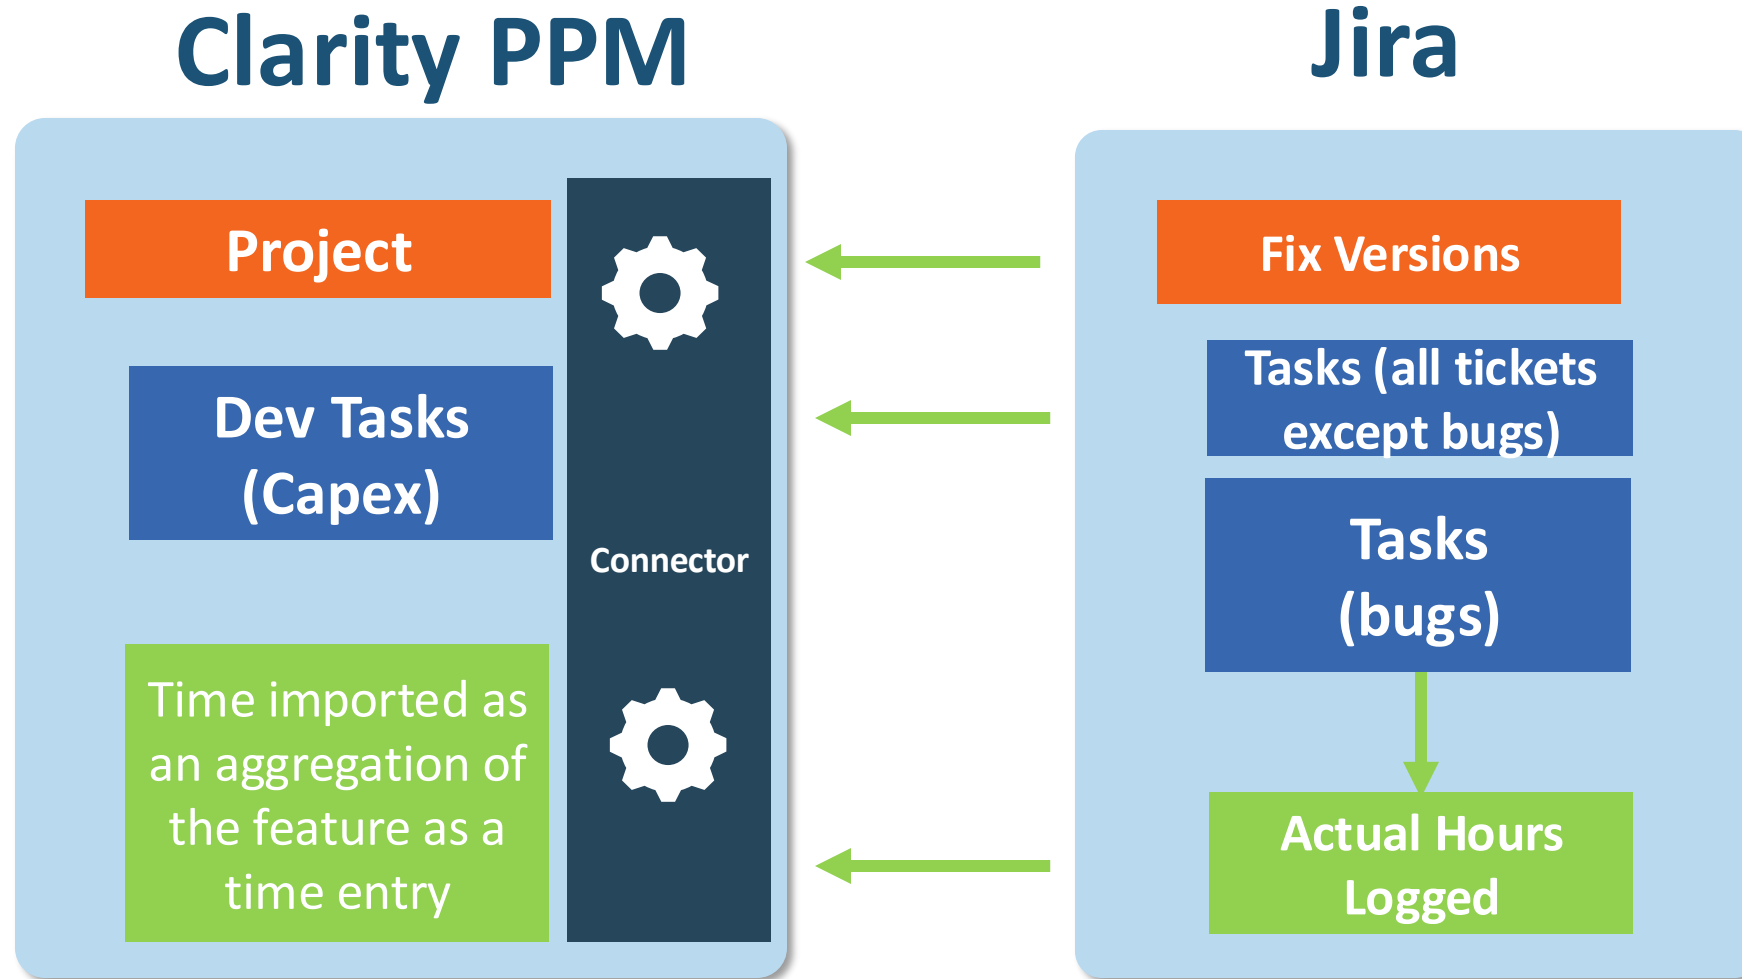 Clarity PPM
Jira
Project
Dev Tasks
(Capex)
Connector
Time imported as
an aggregation of
the feature as a
time entry
Fix Versions
Tasks (all tickets
except bugs)
Tasks
(bugs)
Actual Hours
Logged